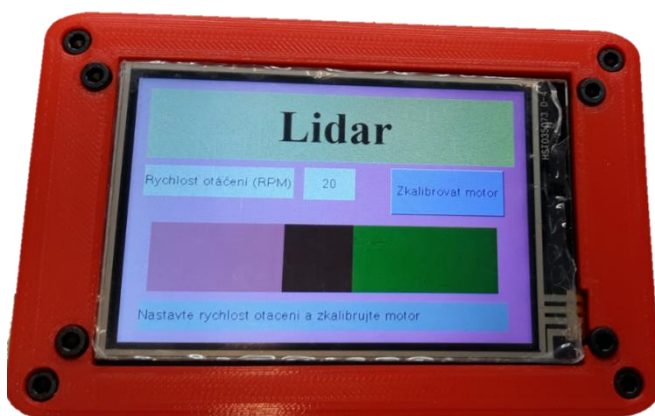 Lidar
Rychlost otáčení (RPM)
20
Zkalibrovat motor
Nastavte rychlost otaceni a zkalibrujte motor